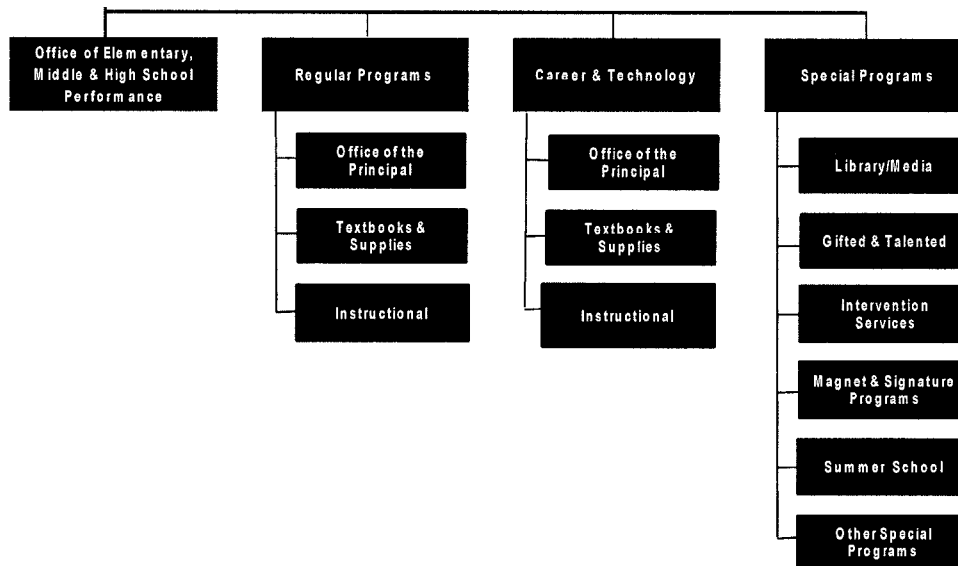 Office of Elementary,
Middle & High School
Performance
Regular Programs
Career & Technology
Special Programs
Office of the
Principal
Textbooks &
Supplies
Instructional
Office of the
Principal
Textbooks &
Supplies
Instructional
Library/Media
Gifted & Talented
Intervention
Services
Magnet & Signature
Programs
Summer School
Other Special
Programs